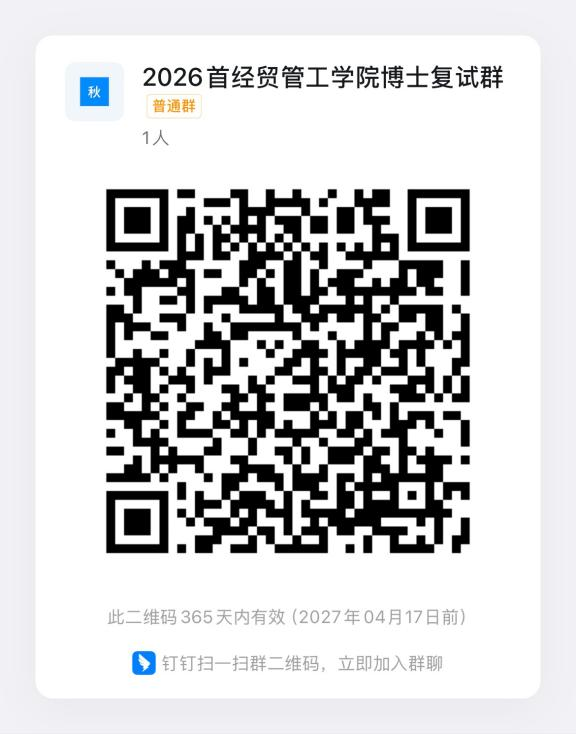 秋
2026首经贸管工学院博士复试群
普通群
1人
此二维码365天内有效（2027年04月17日前）
钉钉扫一扫群二维码，立即加入群聊